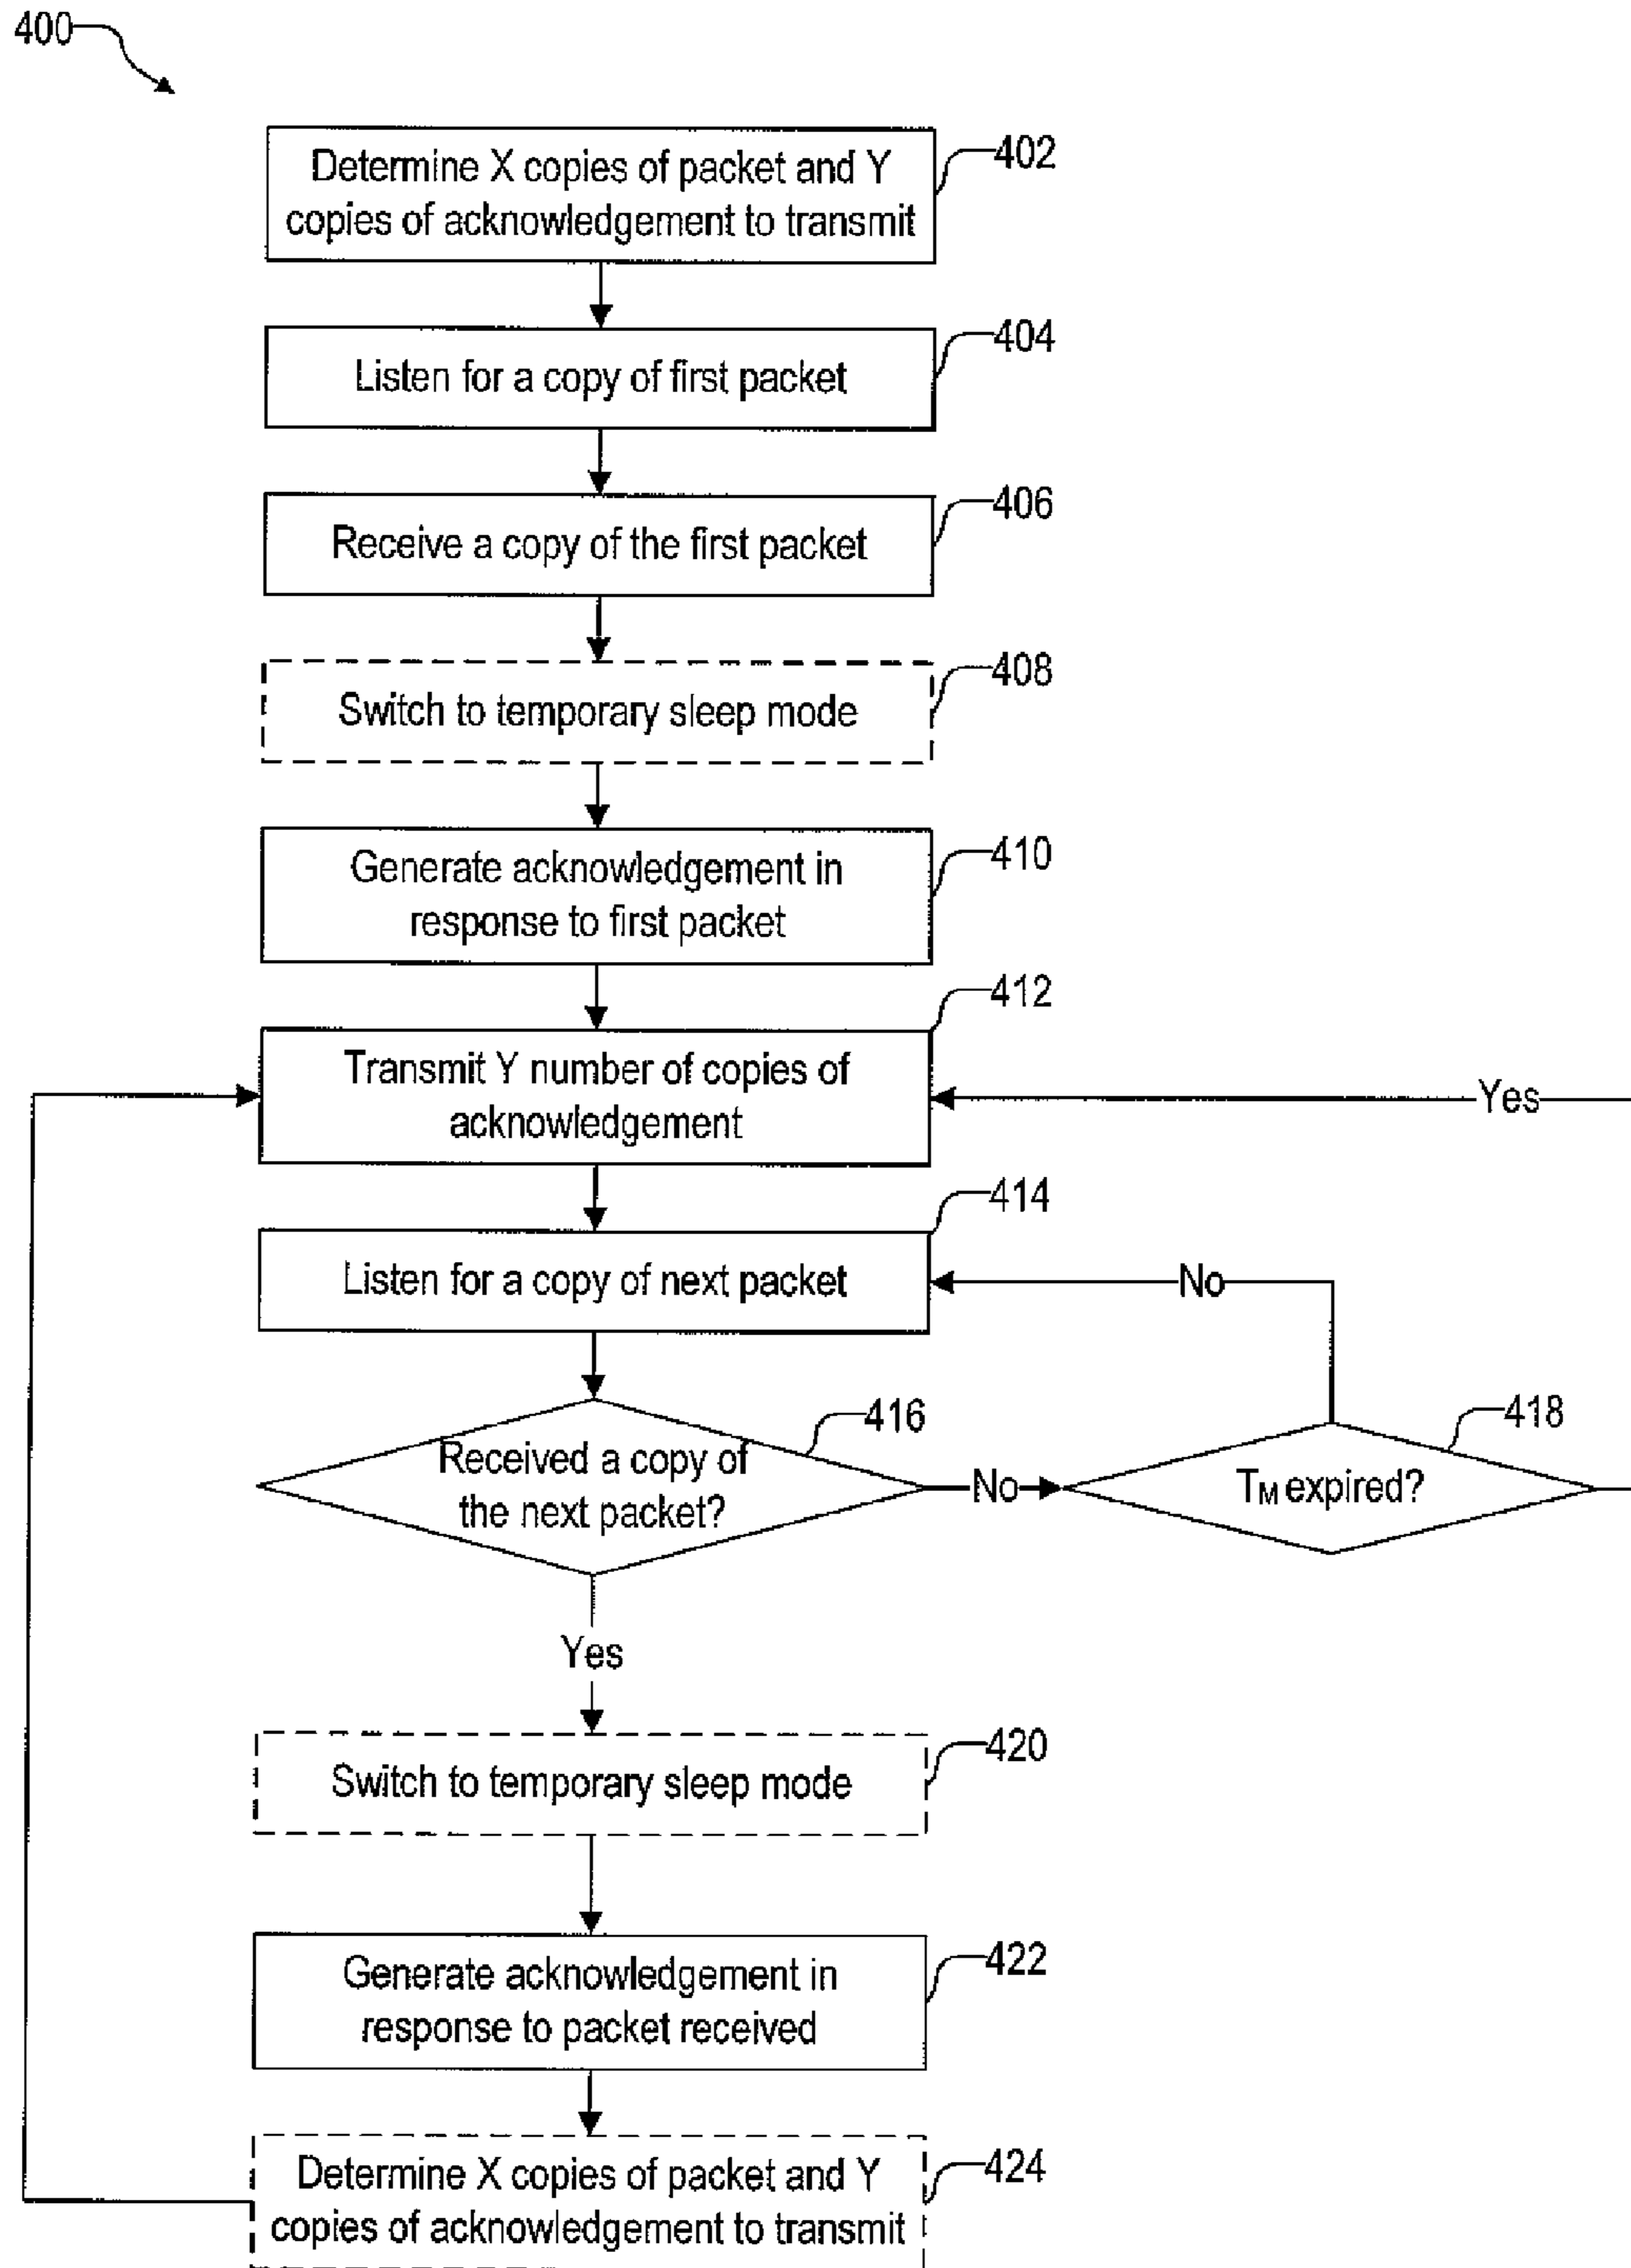 400
Determine X copies of packet and Y
copies of acknowledgement to transmit
402
Listen for a copy of first packet
404
Receive a copy of the first packet
406
Switch to temporary sleep mode
408
Generate acknowledgement in
response to first packet
410
Transmit Y number of copies of
acknowledgement
412
Yes
Listen for a copy of next packet
414
No
Received a copy of
the next packet?
416
No
TM expired?
418
Yes
Switch to temporary sleep mode
420
Generate acknowledgement in
response to packet received
422
Determine X copies of packet and Y
copies of acknowledgement to transmit
424